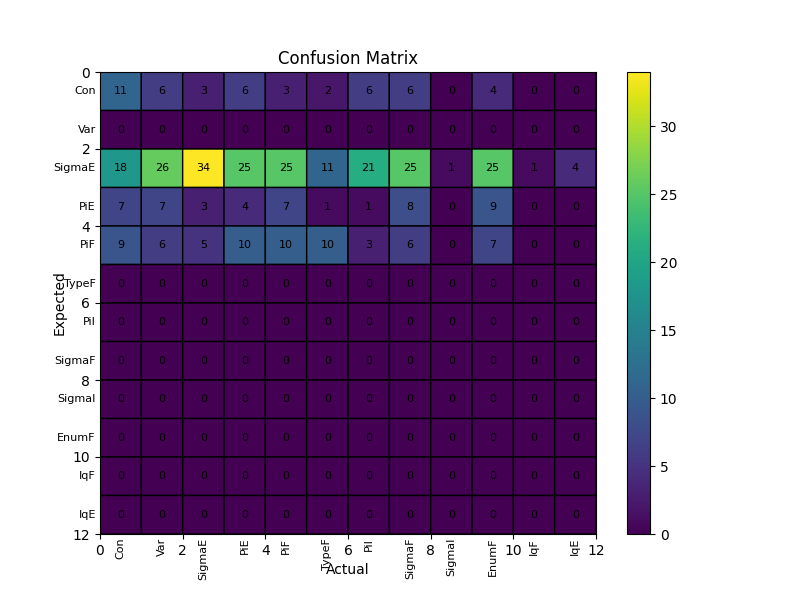 Confusion Matrix
0
Con 11 6 3 6 3 2 6 6 0 4 0 0
Var 0 0 0 0 0 0 0 0 0 0 0 0
2
SigmaE 18 26 34 25 25 11 21 25 1 25 1 4
PiE 7 7 3 4 7 1 1 8 0 9 0 0
4
PiF 9 6 5 10 10 10 3 6 0 7 0 0
TypeF 0 0 0 0 0 0 0 0 0 0 0 0
6
PiI 0 0 0 0 0 0 0 0 0 0 0 0
SigmaF 0 0 0 0 0 0 0 0 0 0 0 0
8
SigmaI 0 0 0 0 0 0 0 0 0 0 0 0
EnumF 0 0 0 0 0 0 0 0 0 0 0 0
10
IqF 0 0 0 0 0 0 0 0 0 0 0 0
IqE 0 0 0 0 0 0 0 0 0 0 0 0
12
Expected
0 2 4 6 8 10 12
Con Var SigmaE PiE PiF TypeF PiI SigmaF SigmaI EnumF IqF IqE
Actual
30
25
20
15
10
5
0